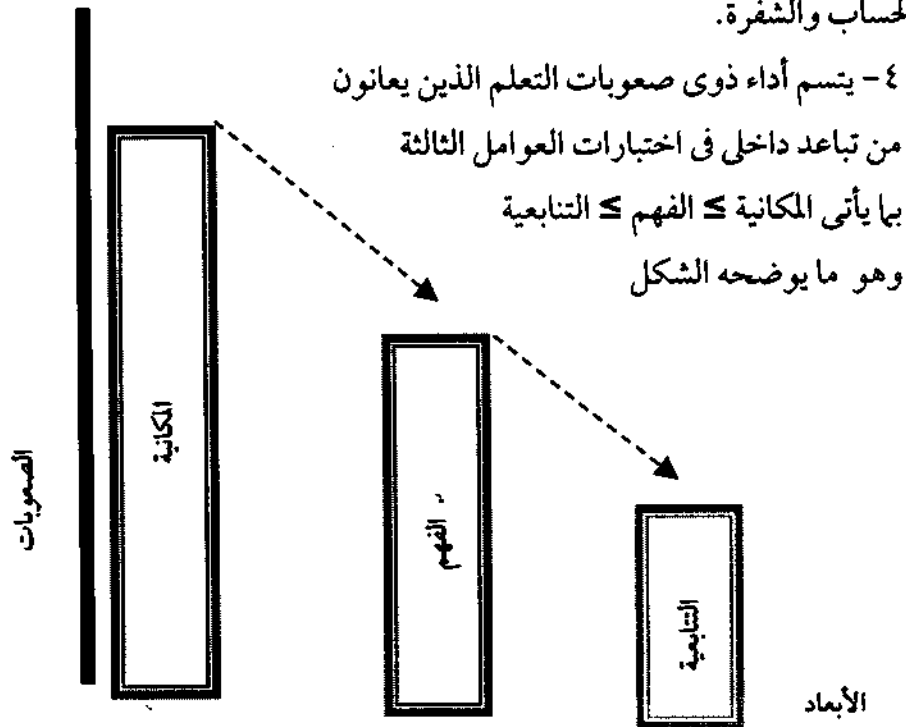 لحساب والشفرة.
٤- يتسم أداء ذوى صعوبات التعلم الذين يعانون
من تباعد داخلى فى اختبارات العوامل الثالثة
بما يأتى المكانية ≥ الفهم ≥ التتابعية
وهو ما يوضحه الشكل
الصعوبات
المكانية
الفهم
التتابعية
الأبعاد